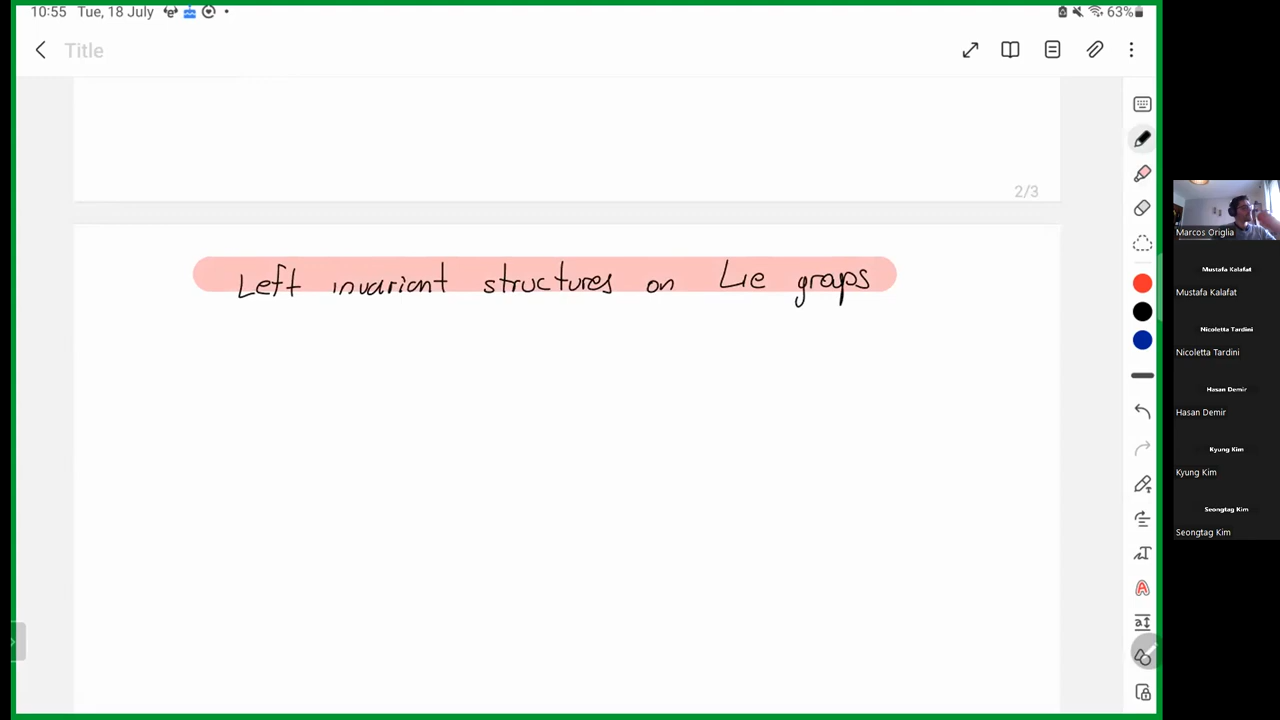 10:55 Tue, 18 July
63%
Title
2/3
Left invariant structures on Lie graps
Marcos Origlia
Mustafa Kalafat
Mustafa Kalafat
Nicoletta Tardini
Nicoletta Tardini
Hasan Demir
Hasan Demir
Kyung Kim
Kyung Kim
Seongtag Kim
Seongtag Kim